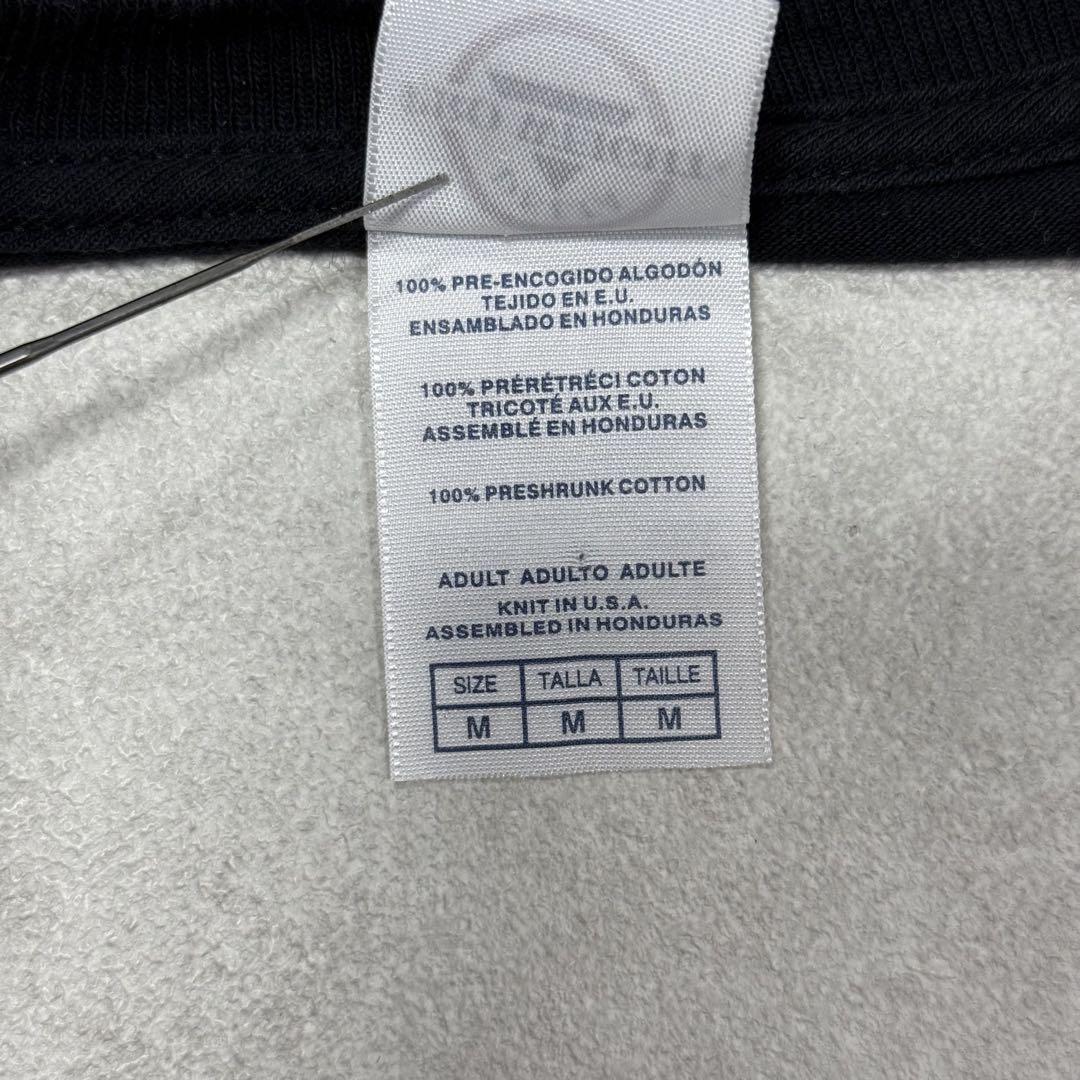 100% PRE-ENCOGIDO ALGODÓN
TEJIDO EN E.U.
ENSAMBLADO EN HONDURAS
100% PRÉRÉTRÉCI COTON
TRICOTÉ AUX E.U.
ASSEMBLÉ EN HONDURAS
100% PRESHRUNK COTTON
ADULT ADULTO ADULTE
KNIT IN U.S.A.
ASSEMBLED IN HONDURAS
SIZE TALLA TAILLE
M M M